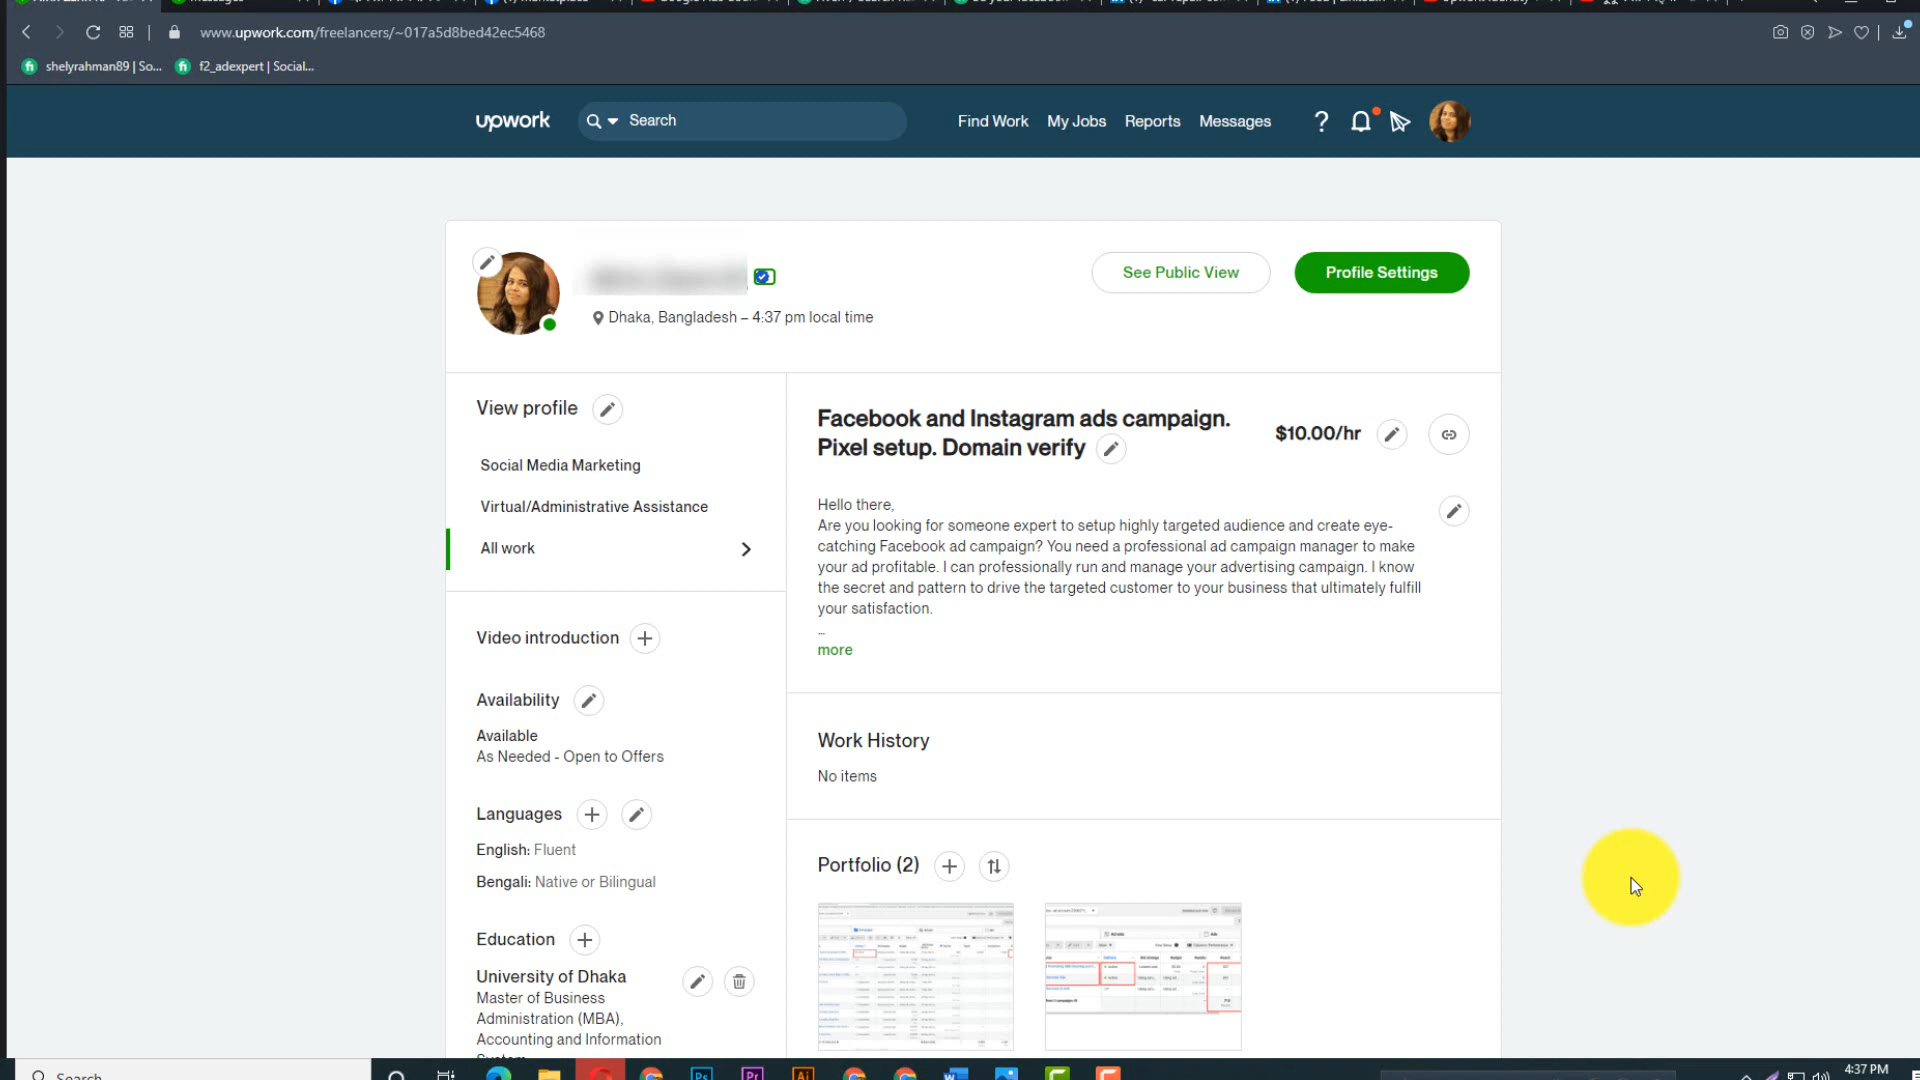 www.upwork.com/freelancers/~017a5d8bed42ec5468
shelyrahman89 | So...
f2_adexpert | Social...
upwork
Search
Find Work
My Jobs
Reports
Messages
?
See Public View
Profile Settings
Dhaka, Bangladesh – 4:37 pm local time
View profile
Social Media Marketing
Virtual/Administrative Assistance
All work
Video introduction
Availability
Available
As Needed - Open to Offers
Languages
English: Fluent
Bengali: Native or Bilingual
Education
University of Dhaka
Master of Business
Administration (MBA),
Accounting and Information
Facebook and Instagram ads campaign.
Pixel setup. Domain verify
$10.00/hr
Hello there,
Are you looking for someone expert to setup highly targeted audience and create eye-
catching Facebook ad campaign? You need a professional ad campaign manager to make
your ad profitable. I can professionally run and manage your advertising campaign. I know
the secret and pattern to drive the targeted customer to your business that ultimately fulfill
your satisfaction.
...
more
Work History
No items
Portfolio (2)
Search
Ps
Pr
Ai
4:37 PM